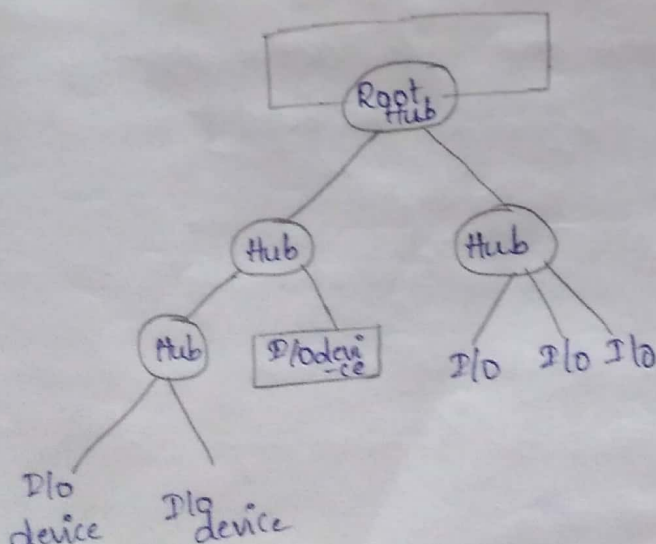 Root
Hub
Hub
Hub
Hub
I/O devi
-ce
I/O
I/O
I/O
I/O
device
I/O
device